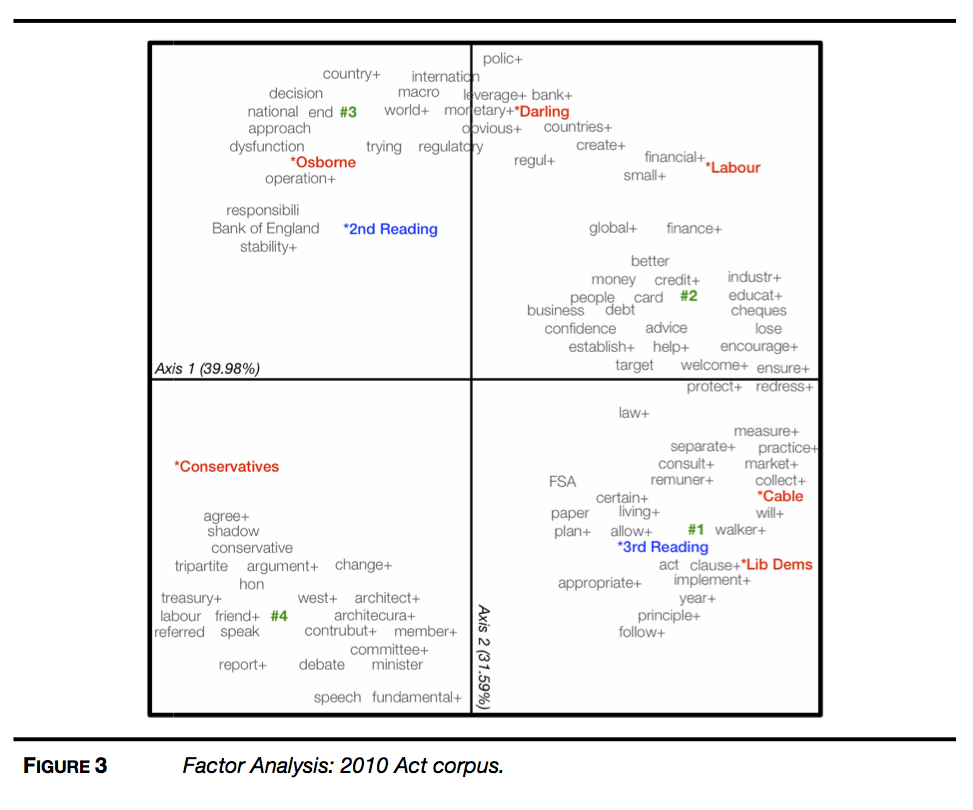 polic+
country+ internation
decision macro leverage+ bank+
national end #3 world+ monetary+ *Darling
approach obvious+ countries+
dysfunction trying regulatory create+
*Osborne regul+ financial+ *Labour
operation+ small+
responsibili
Bank of England *2nd Reading global+ finance+
stability+
better
money credit+ industr+
people card #2 educat+
business debt cheques
confidence advice lose
establish+ help+ encourage+
Axis 1 (39.98%) target welcome+ ensure+
protect+ redress+
law+
measure+
separate+ practice+
*Conservatives consult+ market+
FSA remuner+ collect+
certain+ *Cable
agree+ paper living+ will+
shadow plan+ allow+ #1 walker+
conservative *3rd Reading
tripartite argument+ change+ act clause+ *Lib Dems
hon appropriate+ implement+
treasury+ west+ architect+ year+
labour friend+ #4 architecura+ principle+
referred speak contrubut+ member+ follow+
committee+
report+ debate minister
speech fundamental+
Axis 2 (31.59%)
FIGURE 3 Factor Analysis: 2010 Act corpus.